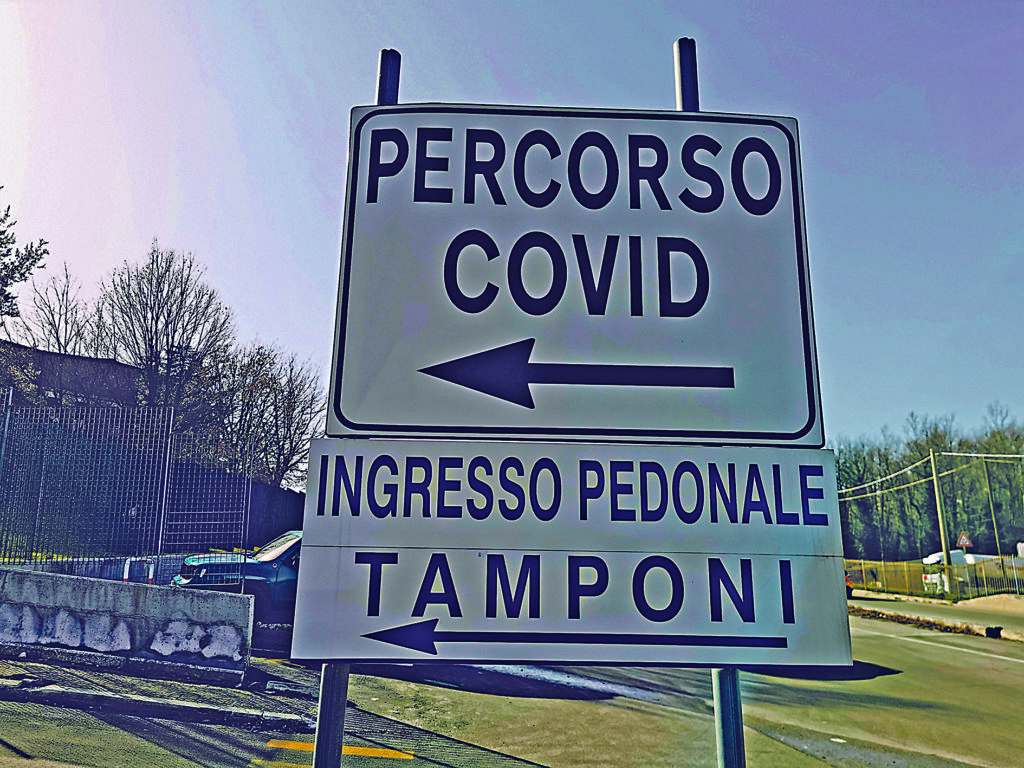 PERCORSO
COVID
INGRESSO PEDONALE
TAMPONI